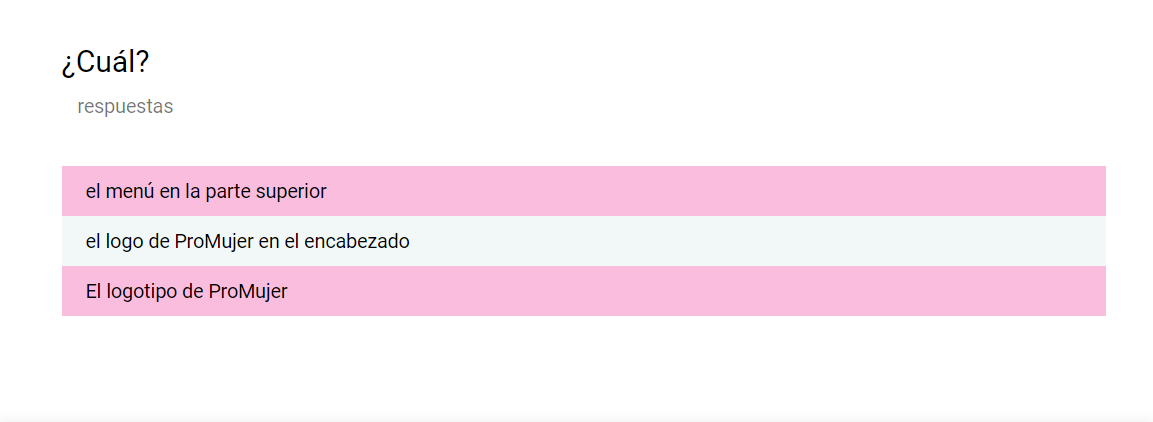 ¿Cuál?
respuestas
el menú en la parte superior
el logo de ProMujer en el encabezado
El logotipo de ProMujer